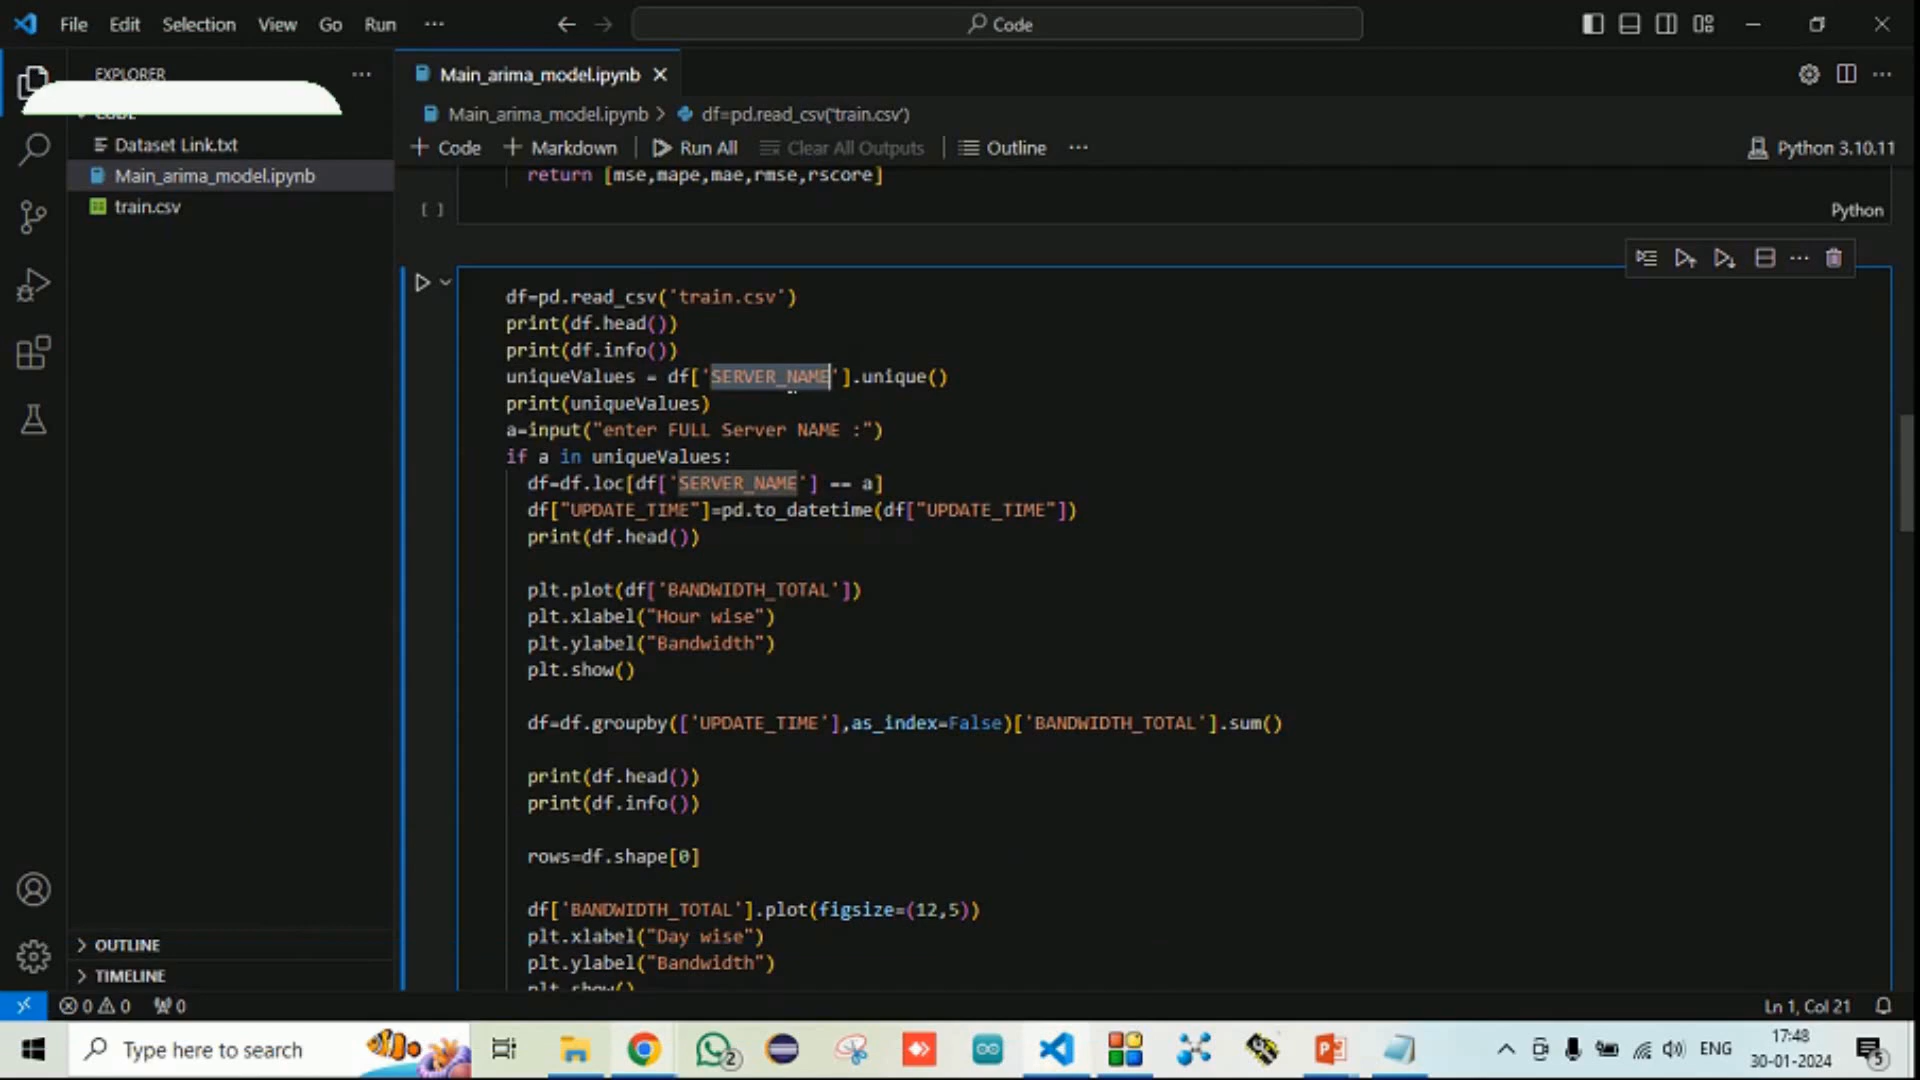 File Edit Selection View Go Run ··· Code
EXPLORER ···
Dataset Link.txt
Main_arima_model.ipynb
train.csv
OUTLINE
TIMELINE
Main_arima_model.ipynb
Main_arima_model.ipynb > df=pd.read_csv('train.csv')
+ Code + Markdown Run All Clear All Outputs Outline ··· Python 3.10.11
return [mse,mape,mae,rmse,rscore]
[ ] Python
df=pd.read_csv('train.csv')
print(df.head())
print(df.info())
uniqueValues = df['SERVER_NAME'].unique()
print(uniqueValues)
a=input("enter FULL Server NAME :")
if a in uniqueValues:
df=df.loc[df['SERVER_NAME'] == a]
df["UPDATE_TIME"]=pd.to_datetime(df["UPDATE_TIME"])
print(df.head())
plt.plot(df['BANDWIDTH_TOTAL'])
plt.xlabel("Hour wise")
plt.ylabel("Bandwidth")
plt.show()
df=df.groupby(['UPDATE_TIME'],as_index=False)['BANDWIDTH_TOTAL'].sum()
print(df.head())
print(df.info())
rows=df.shape[0]
df['BANDWIDTH_TOTAL'].plot(figsize=(12,5))
plt.xlabel("Day wise")
plt.ylabel("Bandwidth")
plt.show()
0 0 0 Ln 1, Col 21
Type here to search 2 ENG 17:48
30-01-2024 5